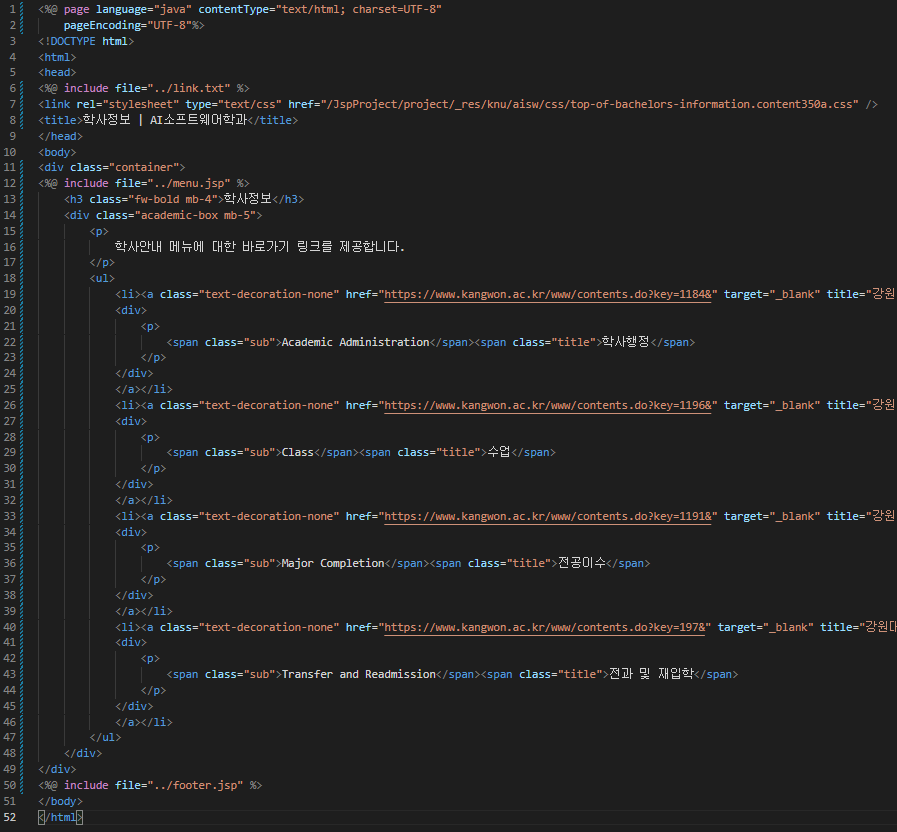 1 <%@ page language="java" contentType="text/html; charset=UTF-8"
2 pageEncoding="UTF-8"%>
3 <!DOCTYPE html>
4 <html>
5 <head>
6 <%@ include file="../link.txt" %>
7 <link rel="stylesheet" type="text/css" href="/JspProject/project/_res/knu/aisw/css/top-of-bachelors-information.content350a.css" />
8 <title>학사정보 | AI소프트웨어학과</title>
9 </head>
10 <body>
11 <div class="container">
12 <%@ include file="../menu.jsp" %>
13 <h3 class="fw-bold mb-4">학사정보</h3>
14 <div class="academic-box mb-5">
15 <p>
16 학사안내 메뉴에 대한 바로가기 링크를 제공합니다.
17 </p>
18 <ul>
19 <li><a class="text-decoration-none" href="https://www.kangwon.ac.kr/www/contents.do?key=1184&" target="_blank" title="강원
20 <div>
21 <p>
22 <span class="sub">Academic Administration</span><span class="title">학사행정</span>
23 </p>
24 </div>
25 </a></li>
26 <li><a class="text-decoration-none" href="https://www.kangwon.ac.kr/www/contents.do?key=1196&" target="_blank" title="강원
27 <div>
28 <p>
29 <span class="sub">Class</span><span class="title">수업</span>
30 </p>
31 </div>
32 </a></li>
33 <li><a class="text-decoration-none" href="https://www.kangwon.ac.kr/www/contents.do?key=1191&" target="_blank" title="강원
34 <div>
35 <p>
36 <span class="sub">Major Completion</span><span class="title">전공이수</span>
37 </p>
38 </div>
39 </a></li>
40 <li><a class="text-decoration-none" href="https://www.kangwon.ac.kr/www/contents.do?key=197&" target="_blank" title="강원대
41 <div>
42 <p>
43 <span class="sub">Transfer and Readmission</span><span class="title">전과 및 재입학</span>
44 </p>
45 </div>
46 </a></li>
47 </ul>
48 </div>
49 </div>
50 <%@ include file="../footer.jsp" %>
51 </body>
52 </html>